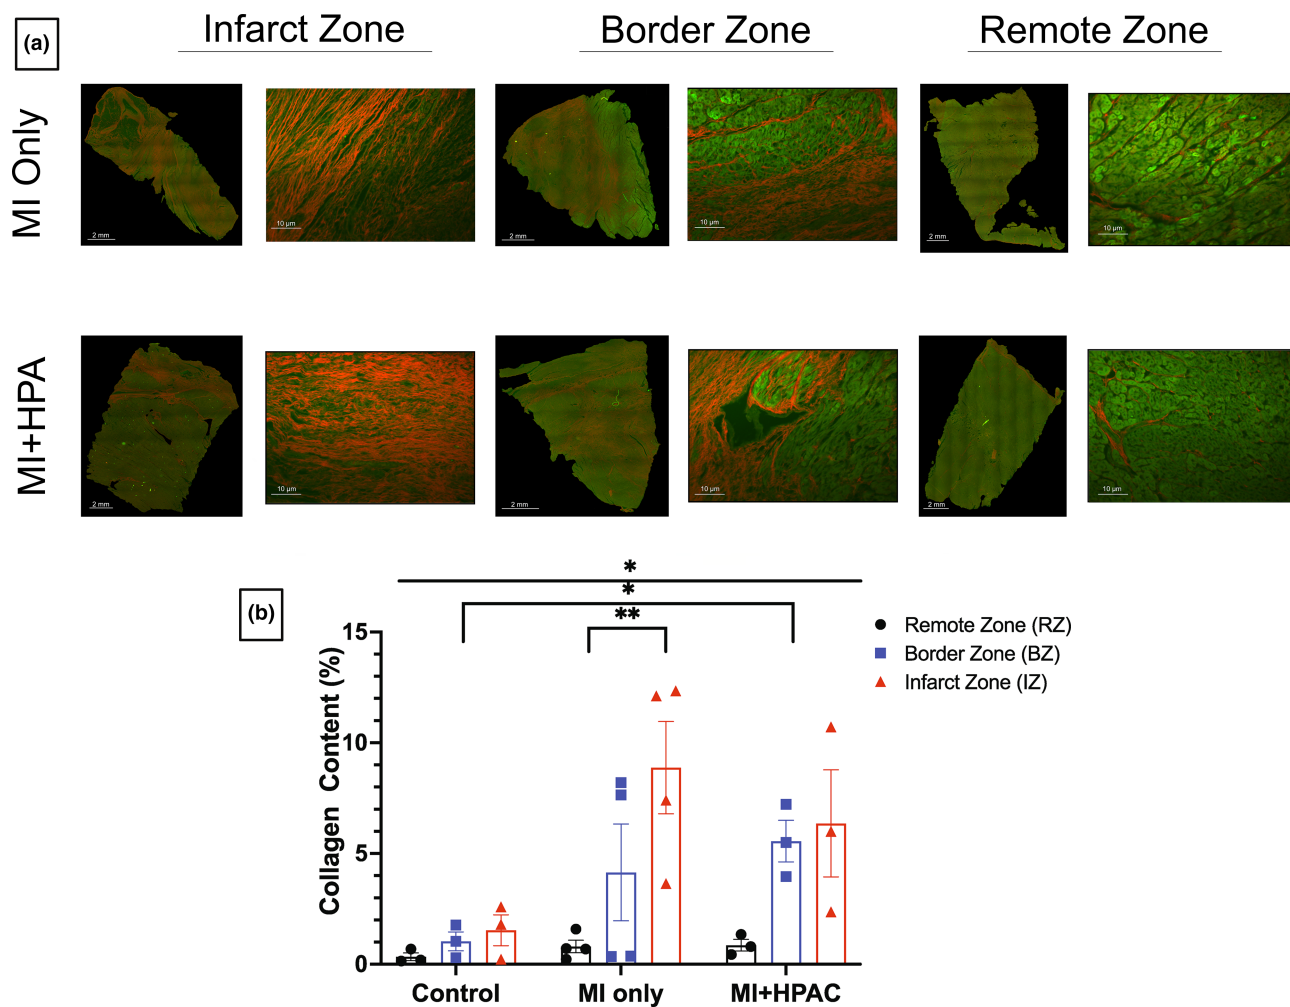 (a)
Infarct Zone
Border Zone
Remote Zone
MI Only
2 mm
10 µm
2 mm
10 µm
2 mm
10 µm
MI+HPA
2 mm
10 µm
2 mm
10 µm
2 mm
10 µm
(b)
*
*
**
Collagen Content (%)
15
10
5
0
Control
MI only
MI+HPAC
Remote Zone (RZ)
Border Zone (BZ)
Infarct Zone (IZ)